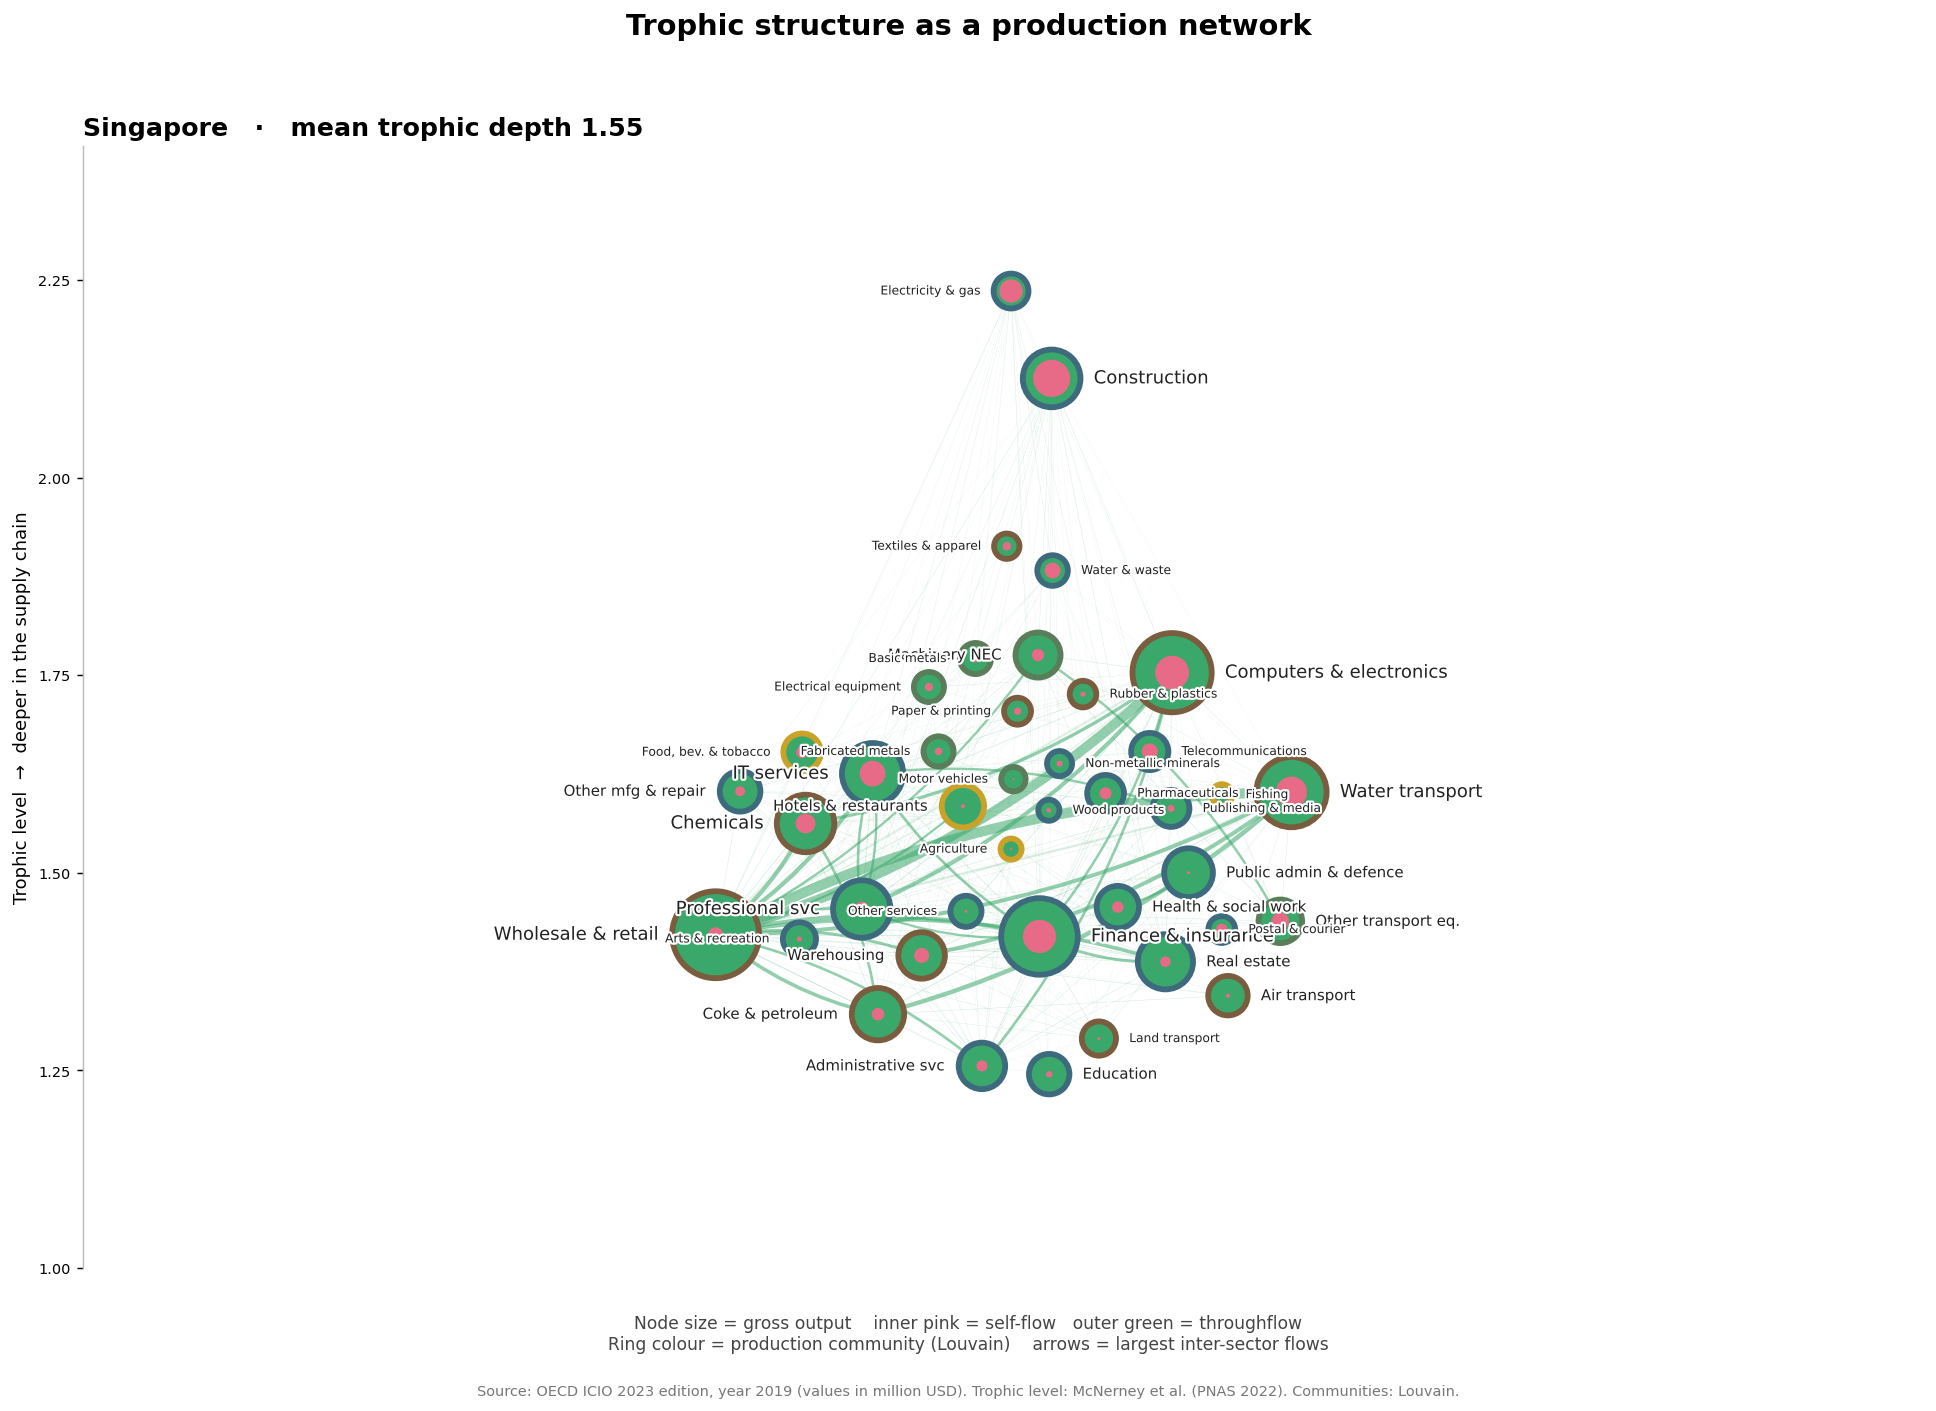 Trophic structure as a production network
Singapore · mean trophic depth 1.55
Trophic level → deeper in the supply chain
2.25
2.00
1.75
1.50
1.25
1.00
Electricity & gas
Construction
Textiles & apparel
Water & waste
Machinery NEC
Basic metals
Computers & electronics
Electrical equipment
Rubber & plastics
Paper & printing
Food, bev. & tobacco
Fabricated metals
Telecommunications
Non-metallic minerals
IT services
Motor vehicles
Other mfg & repair
Pharmaceuticals
Fishing
Water transport
Hotels & restaurants
Wood products
Publishing & media
Chemicals
Agriculture
Public admin & defence
Professional svc
Other services
Health & social work
Other transport eq.
Postal & courier
Wholesale & retail
Arts & recreation
Finance & insurance
Warehousing
Real estate
Air transport
Coke & petroleum
Land transport
Administrative svc
Education
Node size = gross output inner pink = self-flow outer green = throughflow
Ring colour = production community (Louvain) arrows = largest inter-sector flows
Source: OECD ICIO 2023 edition, year 2019 (values in million USD). Trophic level: McNerney et al. (PNAS 2022). Communities: Louvain.